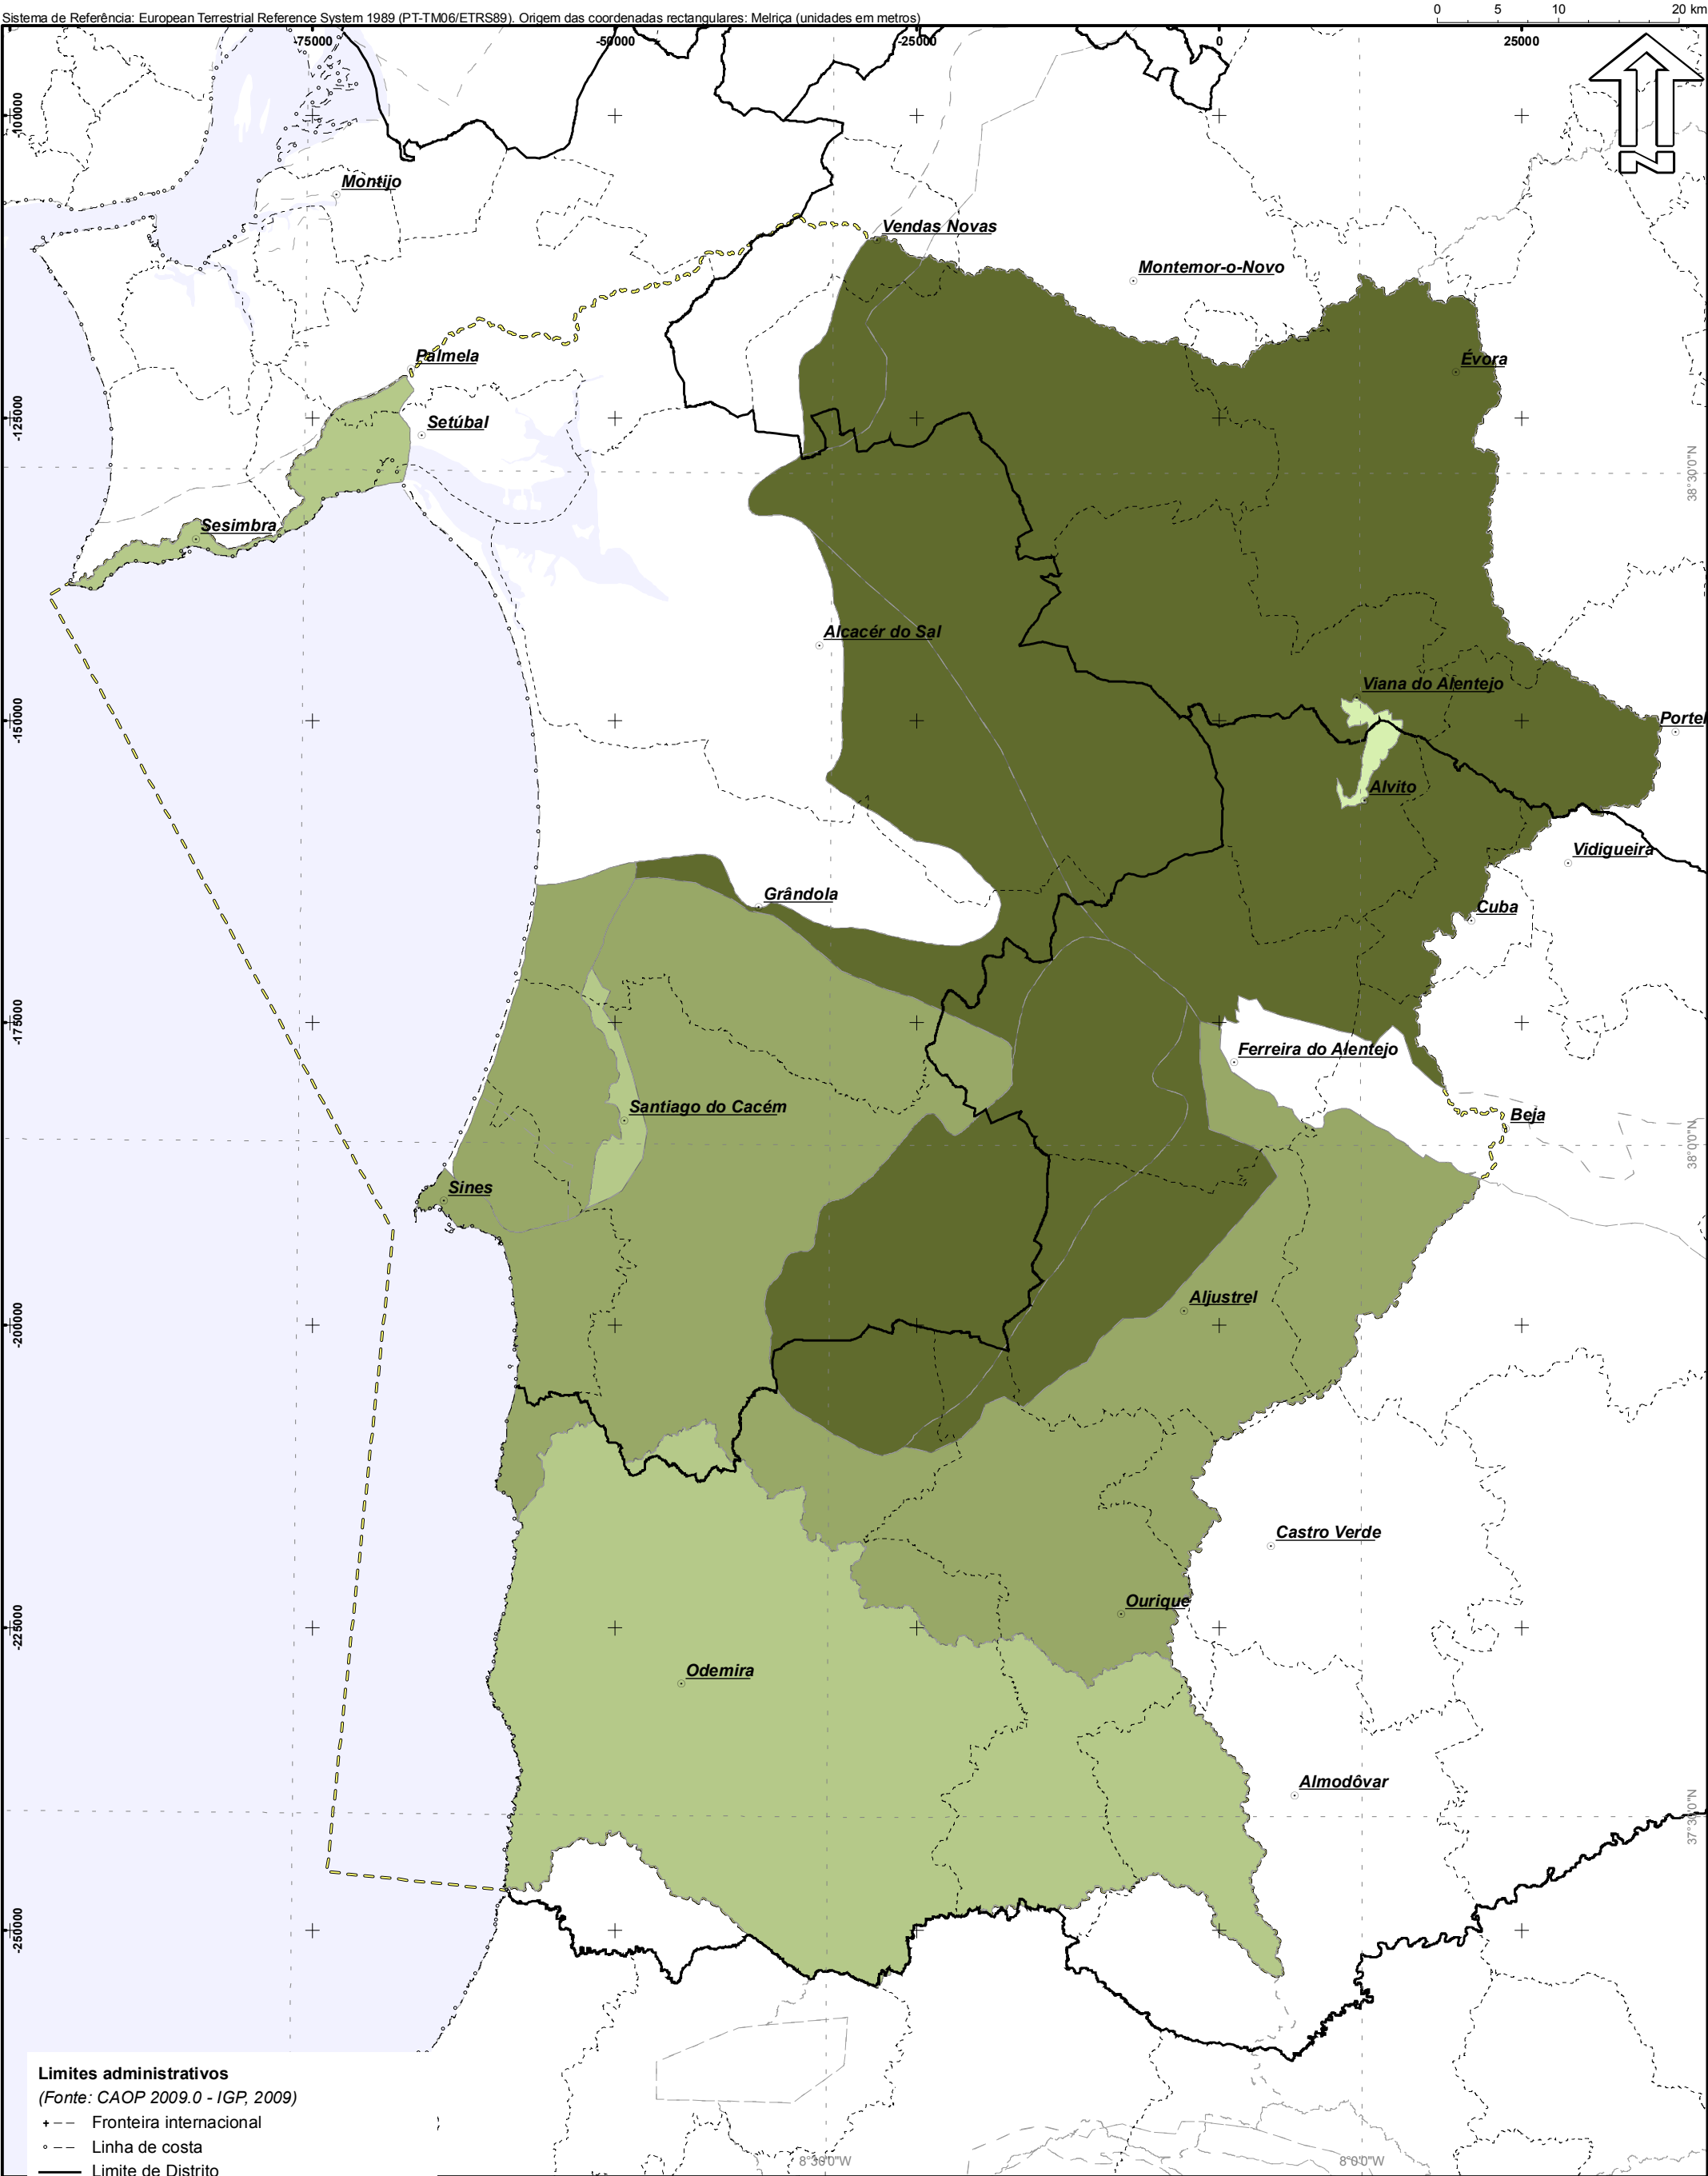 Sistema de Referência: European Terrestrial Reference System 1989 (PT-TM06/ETRS89). Origem das coordenadas rectangulares: Melriça (unidades em metros)
0 5 10 20 km
-75000 -50000 -25000 0 25000
-100000
Montijo
Vendas Novas
Montemor-o-Novo
Palmela
Évora
-125000
Setúbal
38°30'0"N
Sesimbra
Alcacér do Sal
Viana do Alentejo
-150000
Portel
Alvito
Vidigueira
Grândola
Cuba
-175000
Ferreira do Alentejo
Santiago do Cacém
Beja
38°0'0"N
Sines
Aljustrel
-200000
Castro Verde
Ourique
-225000
Odemira
Almodôvar
37°30'0"N
-250000
Limites administrativos
(Fonte: CAOP 2009.0 - IGP, 2009)
Fronteira internacional
Linha de costa
8°30'0"W 8°0'0"W
Limite de Distrito
N